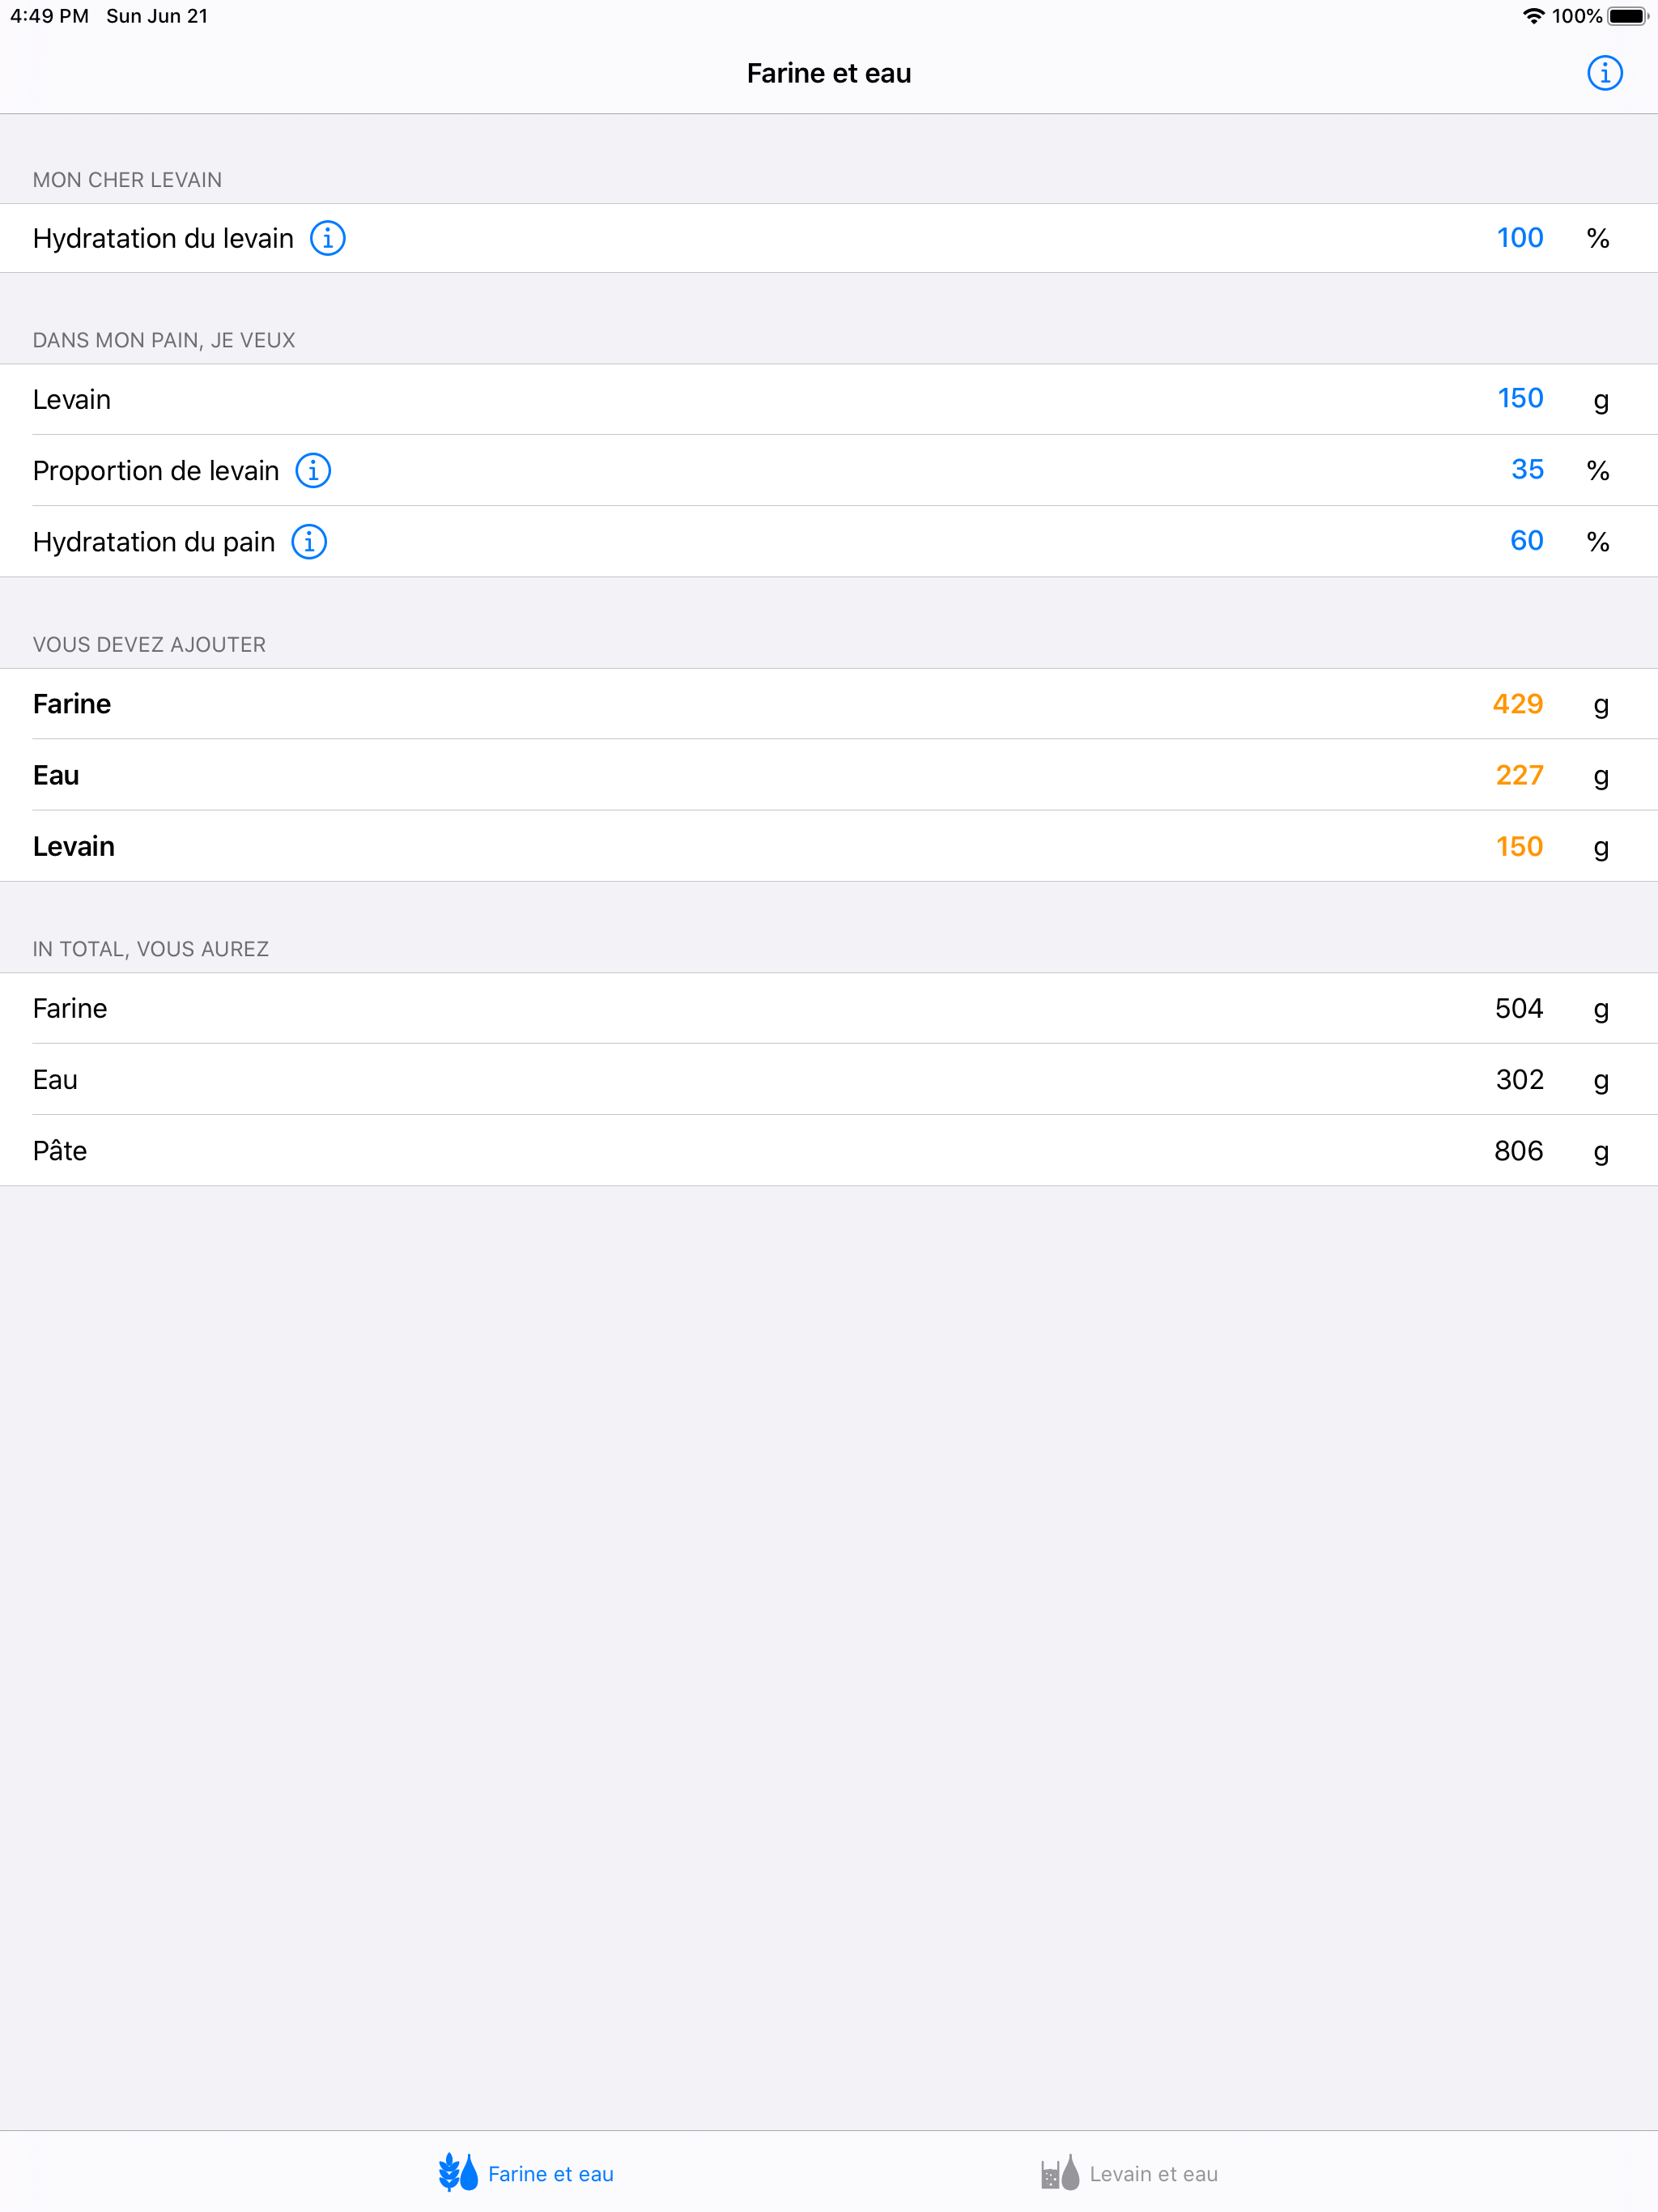 4:49 PM Sun Jun 21 100%
Farine et eau
MON CHER LEVAIN
Hydratation du levain 100 %
DANS MON PAIN, JE VEUX
Levain 150 g
Proportion de levain 35 %
Hydratation du pain 60 %
VOUS DEVEZ AJOUTER
Farine 429 g
Eau 227 g
Levain 150 g
IN TOTAL, VOUS AUREZ
Farine 504 g
Eau 302 g
Pâte 806 g
Farine et eau Levain et eau